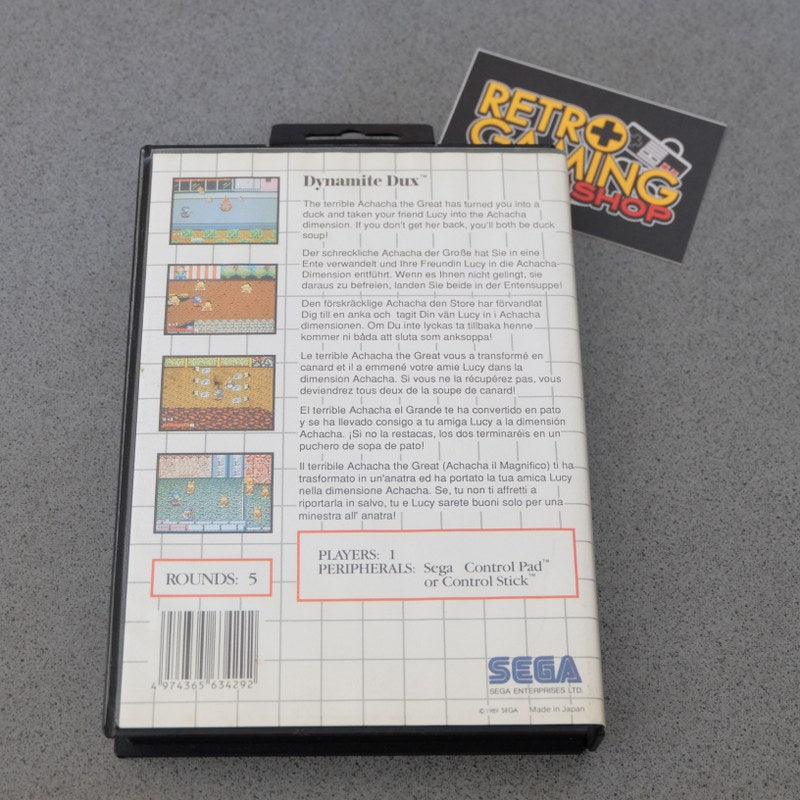 RETRO
GAMING
SHOP
Dynamite Dux™
The terrible Achacha the Great has turned you into a
duck and taken your friend Lucy into the Achacha
dimension. If you don't get her back, you'll both be duck
soup!
Der schreckliche Achacha der Große hat Sie in eine
Ente verwandelt und Ihre Freundin Lucy in die Achacha-
Dimension entführt. Wenn es Ihnen nicht gelingt, sie
daraus zu befreien, landen Sie beide in der Entensuppe!
Den förskräcklige Achacha den Store har förvandlat
Dig till en anka och tagit Din vän Lucy in i Achacha
dimensionen. Om Du inte lyckas ta tillbaka henne
kommer ni båda att sluta som anksoppa!
Le terrible Achacha the Great vous a transformé en
canard et il a emmené votre amie Lucy dans la
dimension Achacha. Si vous ne la récupérez pas, vous
deviendrez tous deux de la soupe de canard!
El terrible Achacha el Grande te ha convertido en pato
y se ha llevado consigo a tu amiga Lucy a la dimensión
Achacha. ¡Si no la restacas, los dos terminaréis en un
puchero de sopa de pato!
Il terribile Achacha the Great (Achacha il Magnifico) ti ha
trasformato in un'anatra ed ha portato la tua amica Lucy
nella dimensione Achacha. Se, tu non ti affretti a
riportarla in salvo, tu e Lucy sarete buoni solo per una
minestra all' anatra!
PLAYERS: 1
PERIPHERALS: Sega Control Pad™
or Control Stick™
ROUNDS: 5
4 974365 634292
SEGA
SEGA ENTERPRISES LTD.
© 1989 SEGA Made in Japan